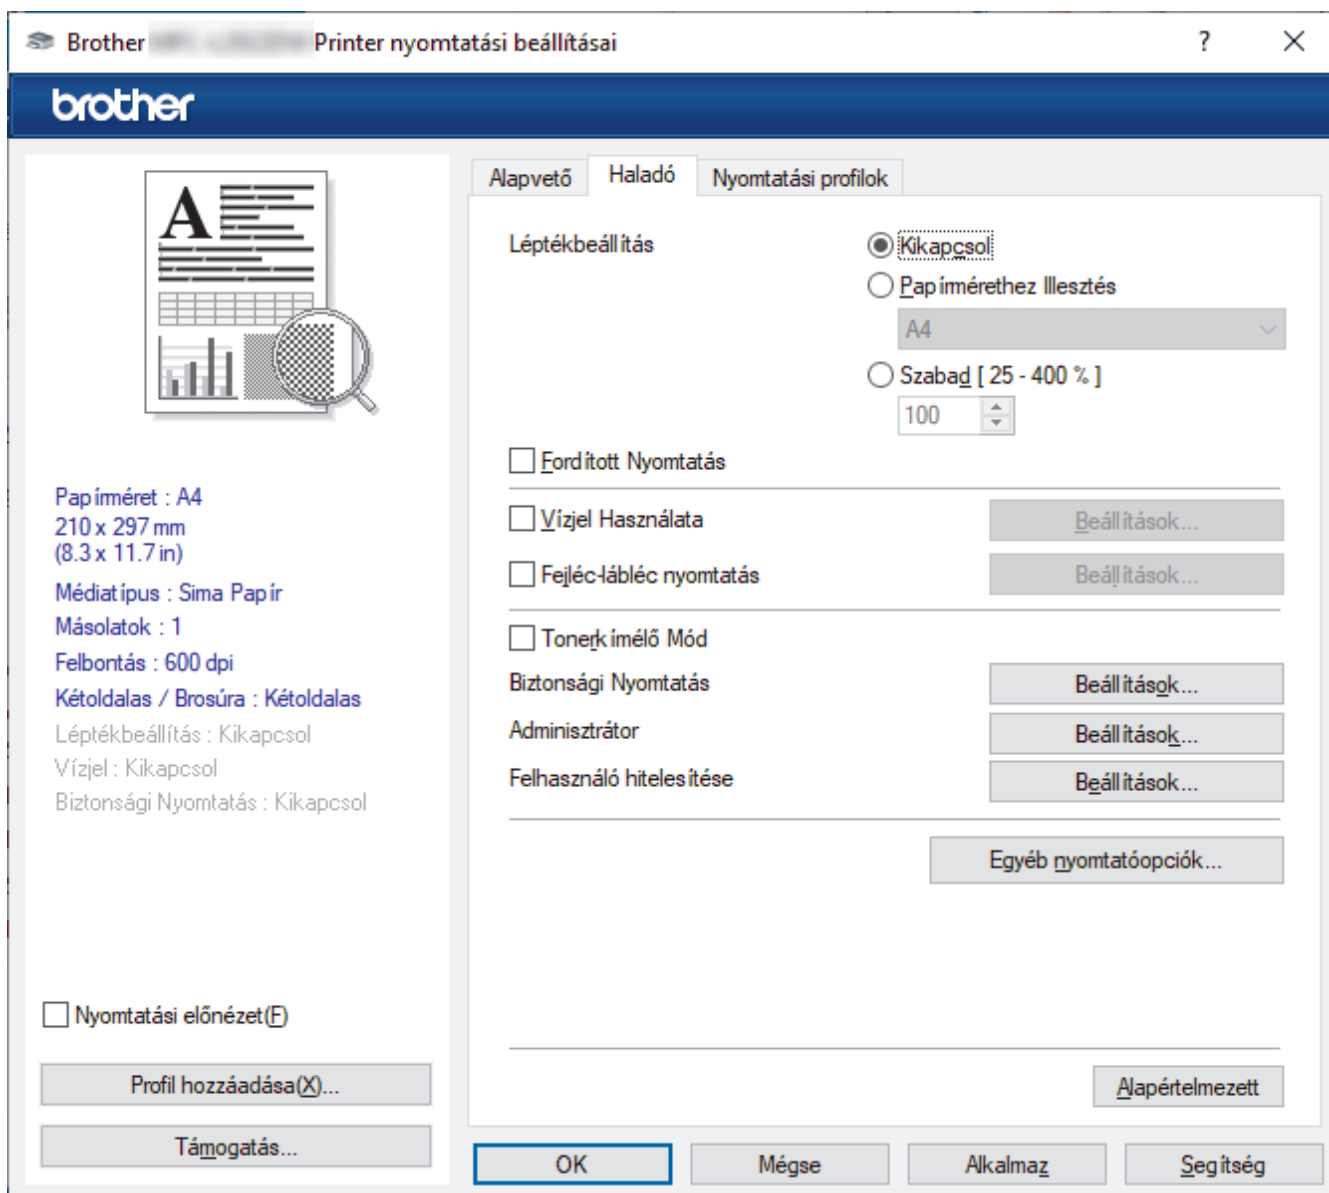 Brother Printer nyomtatási beállításai
brother
A
Papírméret : A4
210 x 297 mm
(8.3 x 11.7 in)
Médiatípus : Sima Papír
Másolatok : 1
Felbontás : 600 dpi
Kétoldalas / Brosúra : Kétoldalas
Léptékbeállítás : Kikapcsol
Vízjel : Kikapcsol
Biztonsági Nyomtatás : Kikapcsol
Nyomtatási előnézet(F)
Profil hozzáadása(X)...
Támogatás...
Alapvető Haladó Nyomtatási profilok
Léptékbeállítás Kikapcsol
Papírmérethez Illesztés
A4
Szabad [ 25 - 400 % ]
100
Fordított Nyomtatás
Vízjel Használata Beállítások...
Fejléc-lábléc nyomtatás Beállítások...
Tonerkímélő Mód
Biztonsági Nyomtatás Beállítások...
Adminisztrátor Beállítások...
Felhasználó hitelesítése Beállítások...
Egyéb nyomtatóopciók...
Alapértelmezett
OK Mégse Alkalmaz Segítség